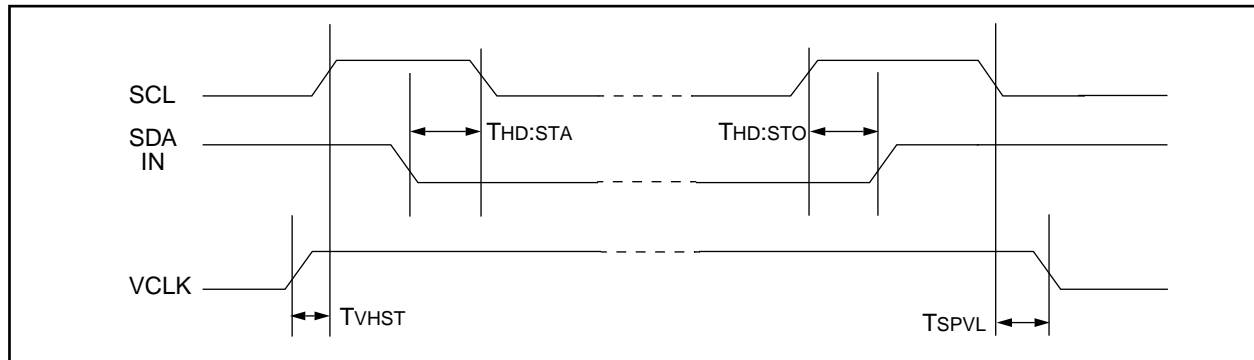 SCL
SDA
IN
THD:STA
THD:STO
VCLK
TVHST
TSPVL